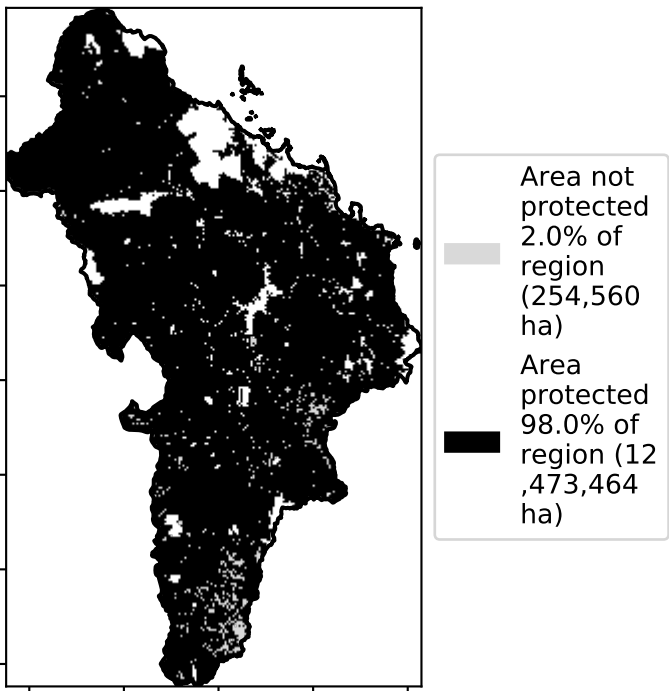 Area not
protected
2.0% of
region
(254,560
ha)
Area
protected
98.0% of
region (12
,473,464
ha)